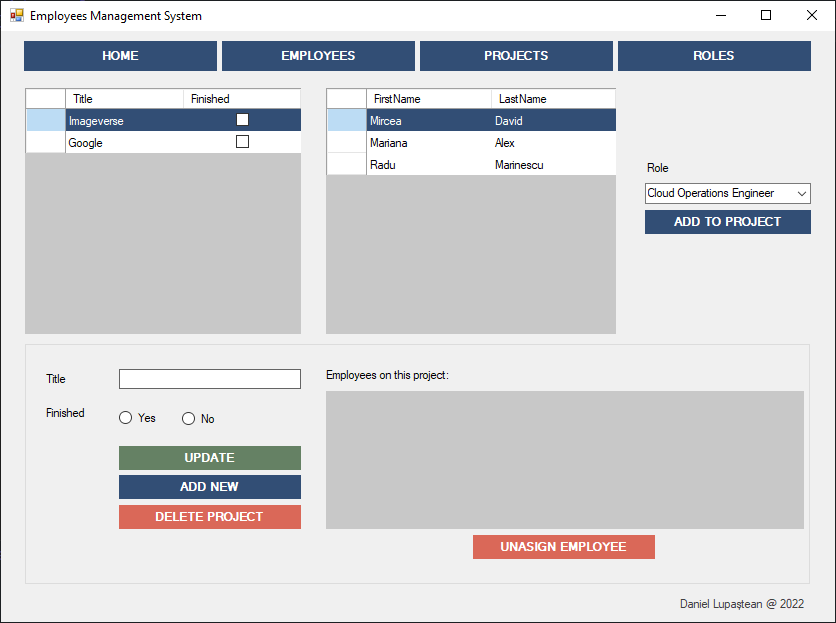 Employees Management System
HOME EMPLOYEES PROJECTS ROLES
Title Finished
Imageverse
Google
FirstName LastName
Mircea David
Mariana Alex
Radu Marinescu
Role
Cloud Operations Engineer
ADD TO PROJECT
Title
Finished Yes No
UPDATE
ADD NEW
DELETE PROJECT
Employees on this project:
UNASIGN EMPLOYEE
Daniel Lupaștean @ 2022